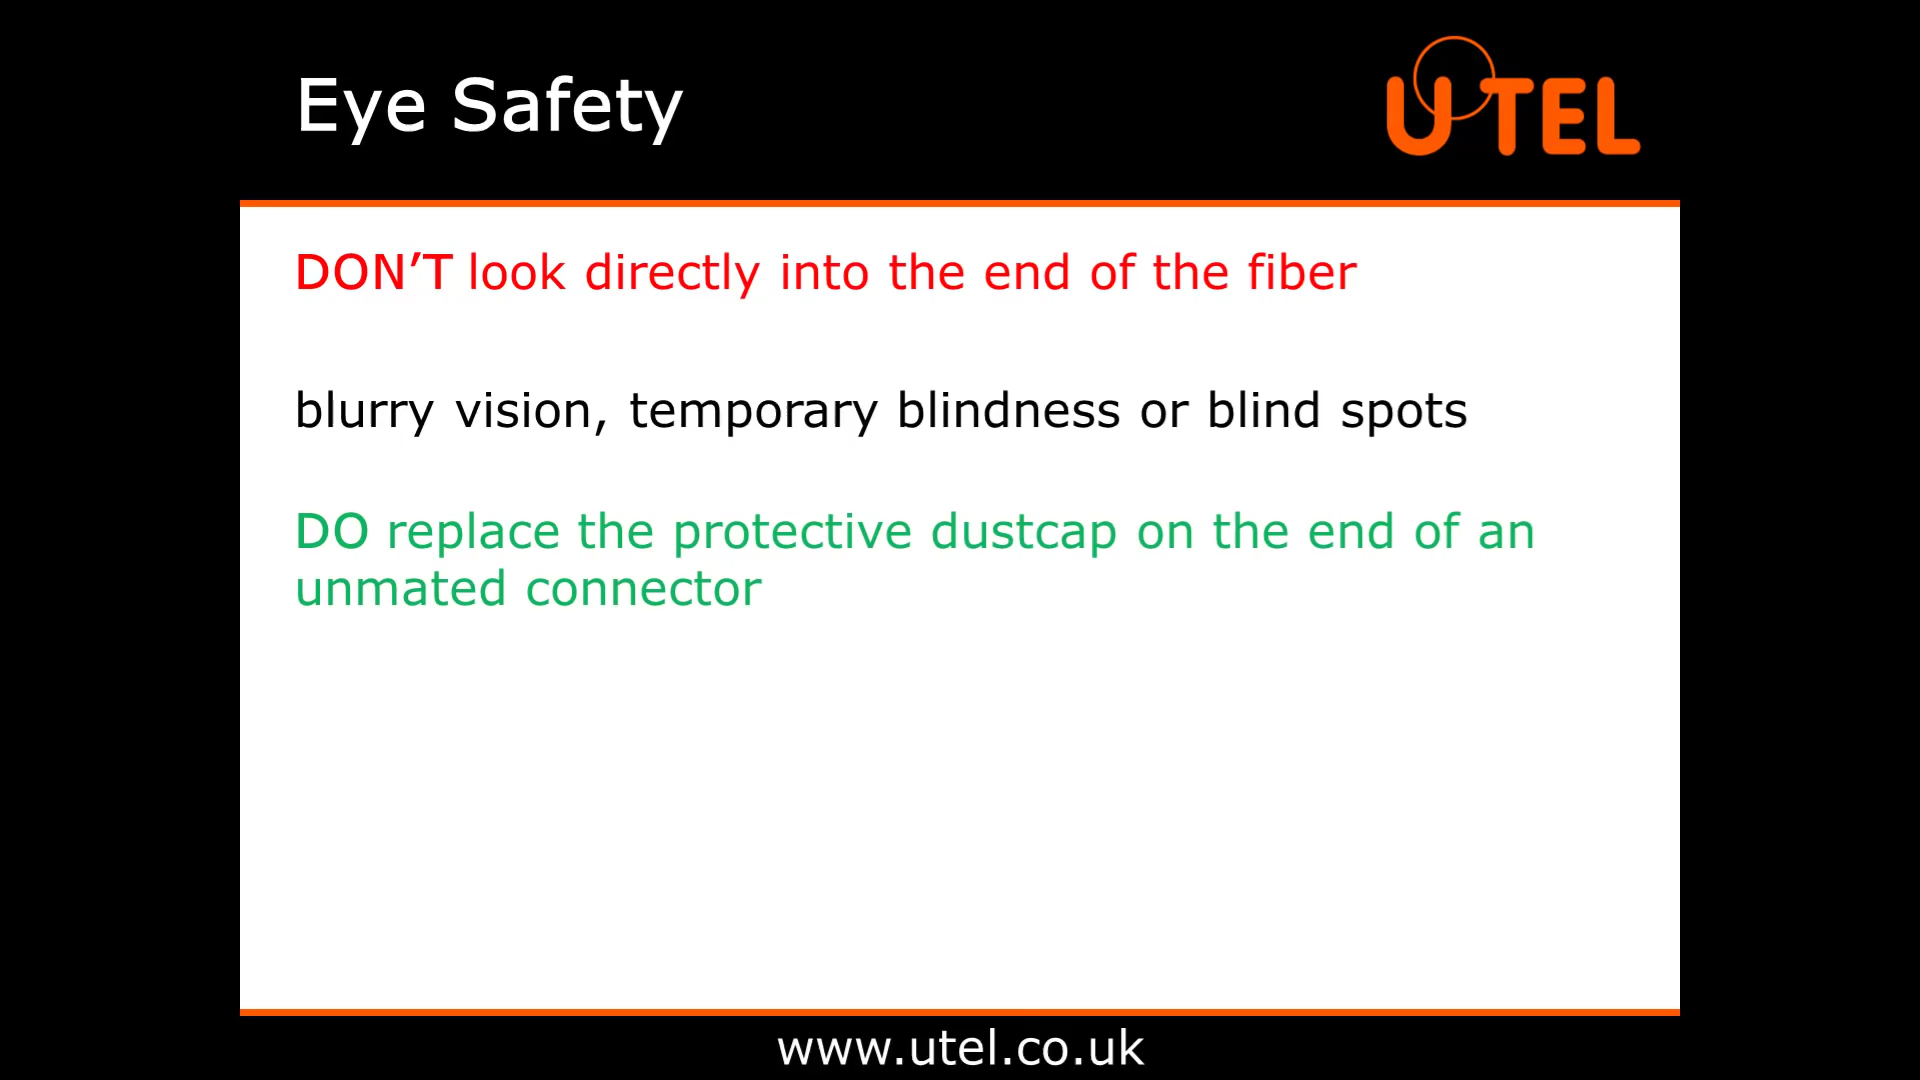 Eye Safety
UTEL
DON’T look directly into the end of the fiber
blurry vision, temporary blindness or blind spots
DO replace the protective dustcap on the end of an
unmated connector
www.utel.co.uk